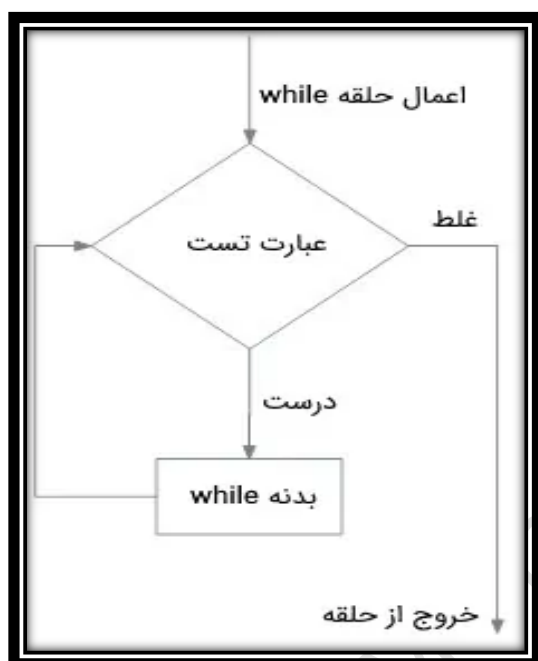 اعمال حلقه while
غلط
عبارت تست
درست
بدنه while
خروج از حلقه